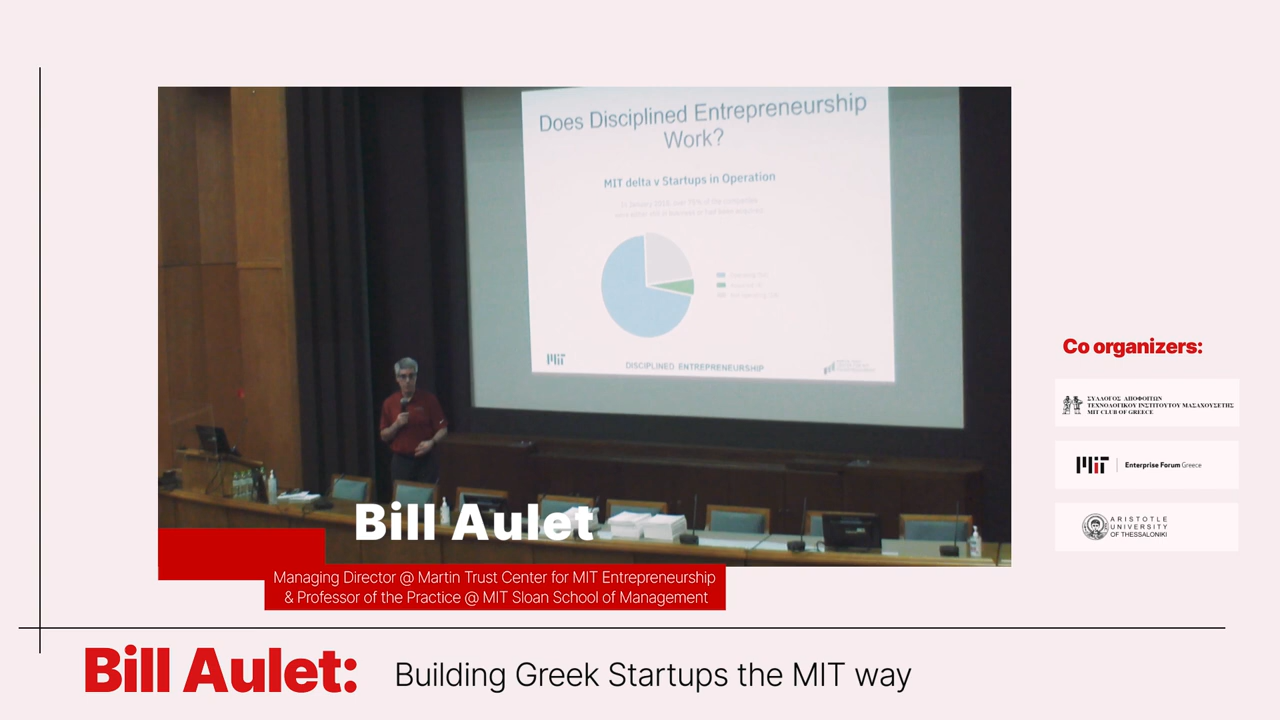 Does Disciplined Entrepreneurship
Work?
MIT delta v Startups in Operation
MIT
DISCIPLINED ENTREPRENEURSHIP
Bill Aulet
Managing Director @ Martin Trust Center for MIT Entrepreneurship
& Professor of the Practice @ MIT Sloan School of Management
Co organizers:
ΣΥΛΛΟΓΟΣ ΑΠΟΦΟΙΤΩΝ
ΤΕΧΝΟΛΟΓΙΚΟΥ ΙΝΣΤΙΤΟΥΤΟΥ ΜΑΣΑΧΟΥΣΕΤΗΣ
MIT CLUB OF GREECE
MIT Enterprise Forum Greece
ARISTOTLE
UNIVERSITY
OF THESSALONIKI
Bill Aulet: Building Greek Startups the MIT way